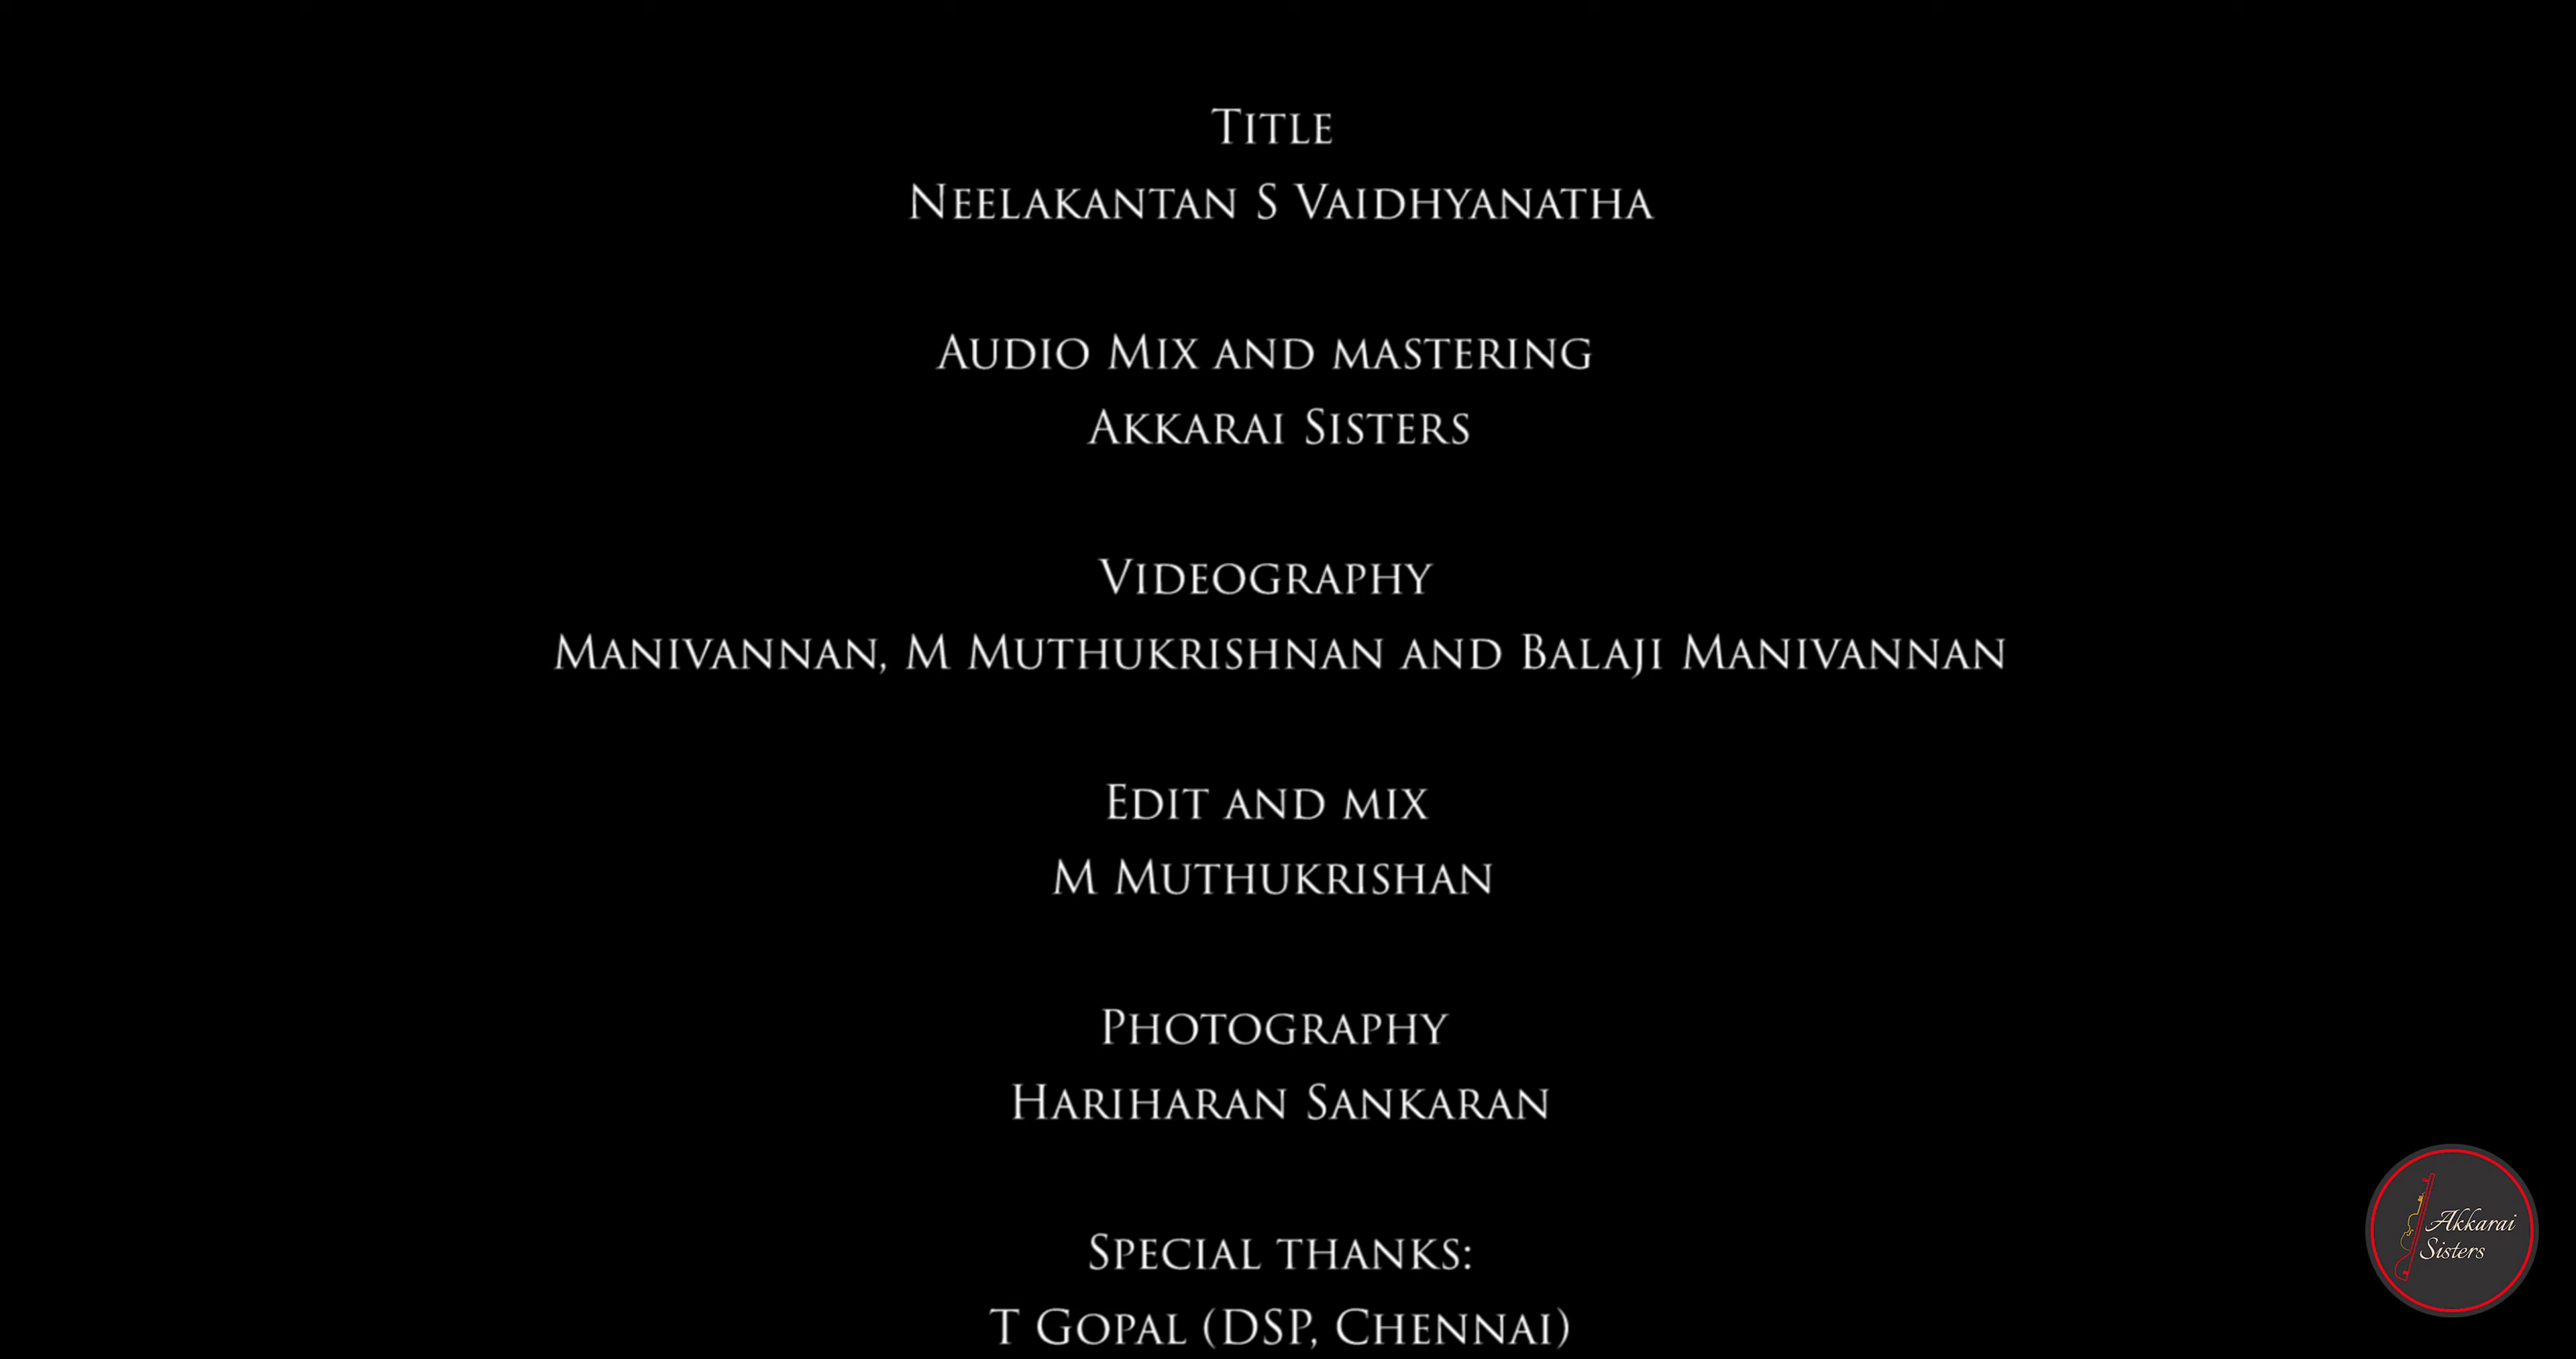 Title
Neelakantan S Vaidhyanatha
Audio Mix and mastering
Akkarai Sisters
Videography
Manivannan, M Muthukrishnan and Balaji Manivannan
Edit and mix
M Muthukrishan
Photography
Hariharan Sankaran
Special thanks:
T Gopal (DSP, Chennai)
Akkarai
Sisters